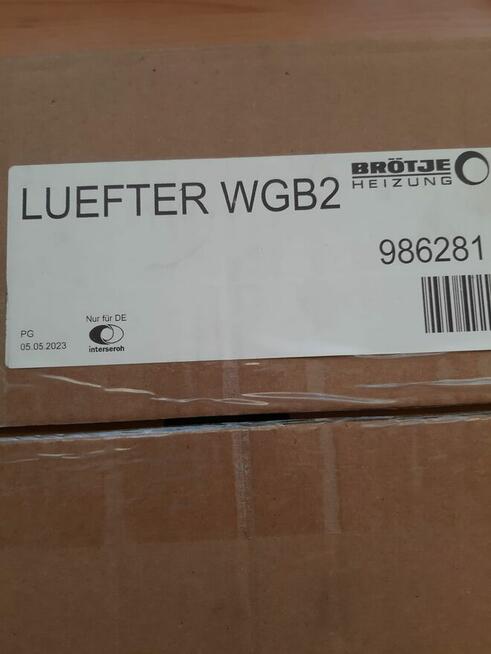 LUEFTER WGB2
BRÖTJE
HEIZUNG
986281
Nur für DE
PG
05.05.2023
interseroh